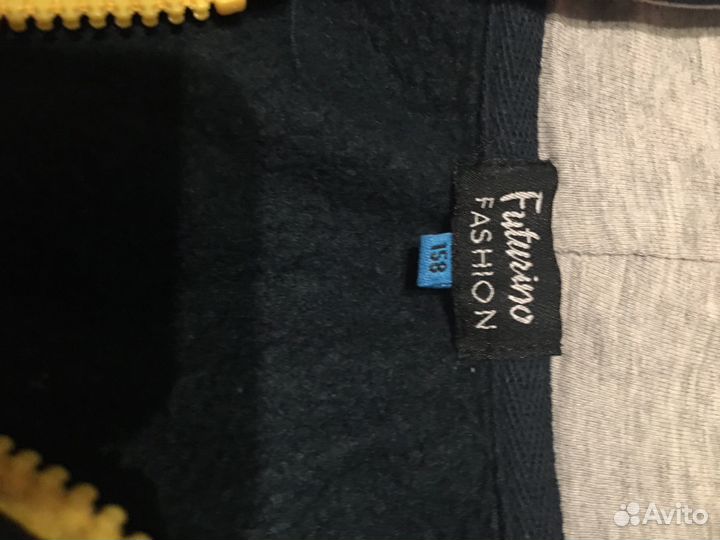 Futurino
FASHION
158
Avito